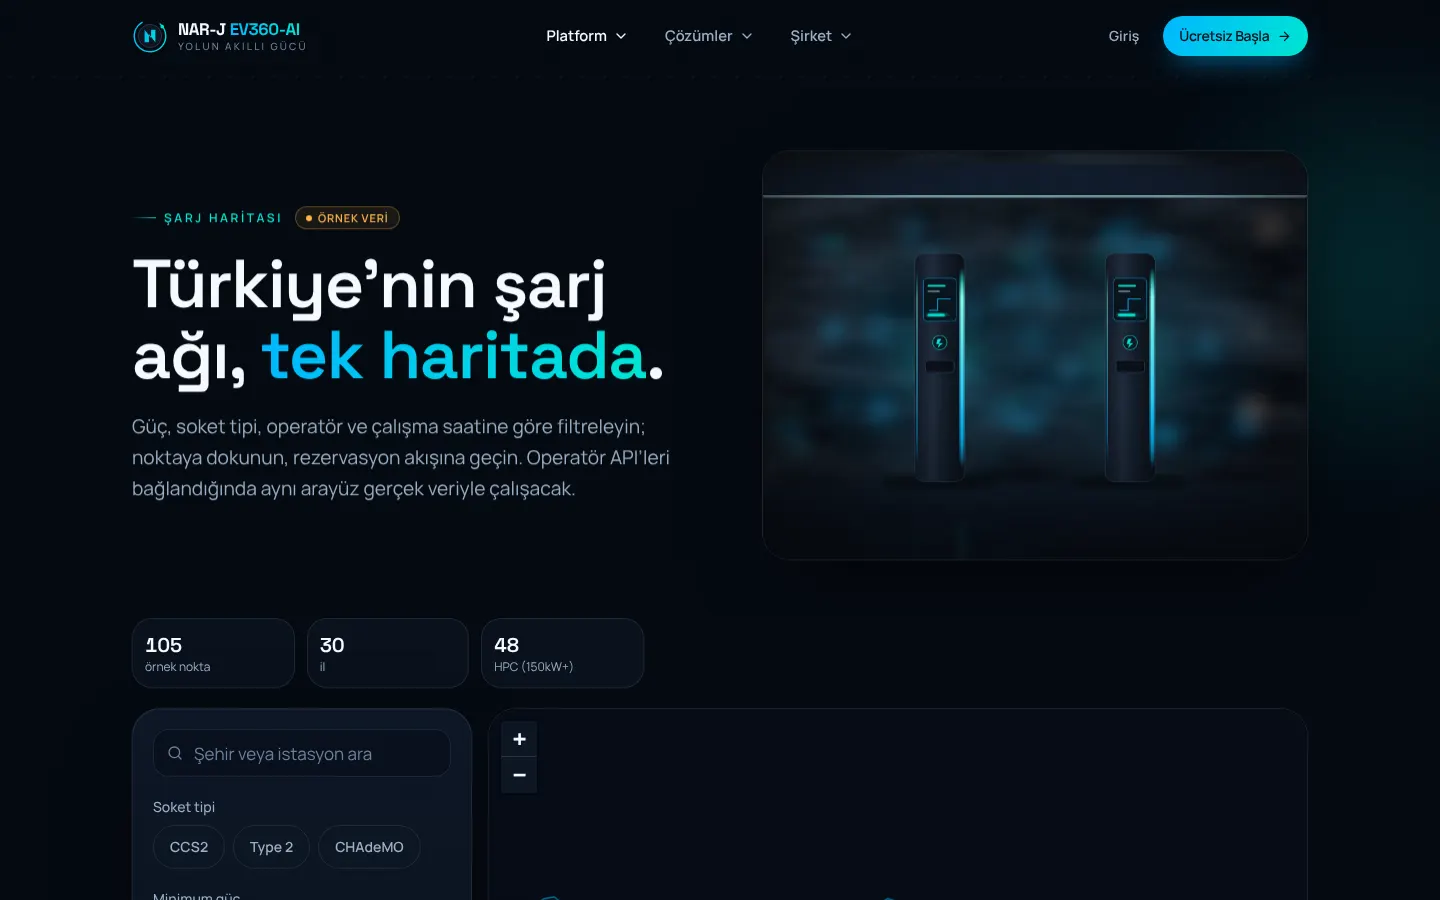 NAR-J EV360-AI
YOLUN AKILLI GÜCÜ
Platform
Çözümler
Şirket
Giriş
Ücretsiz Başla
ŞARJ HARİTASI
ÖRNEK VERİ
Türkiye’nin şarj
ağı, tek haritada.
Güç, soket tipi, operatör ve çalışma saatine göre filtreleyin;
noktaya dokunun, rezervasyon akışına geçin. Operatör API'leri
bağlandığında aynı arayüz gerçek veriyle çalışacak.
105
örnek nokta
30
il
48
HPC (150kW+)
Şehir veya istasyon ara
Soket tipi
CCS2
Type 2
CHAdeMO
Minimum güç
+
−